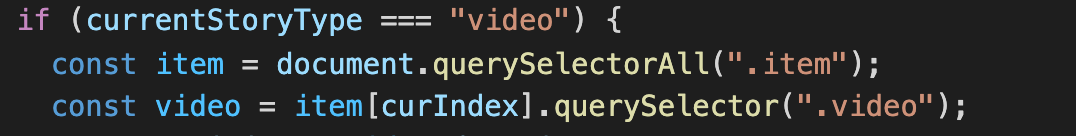 if (currentStoryType === "video") {
const item = document.querySelectorAll(".item");
const video = item[curIndex].querySelector(".video");